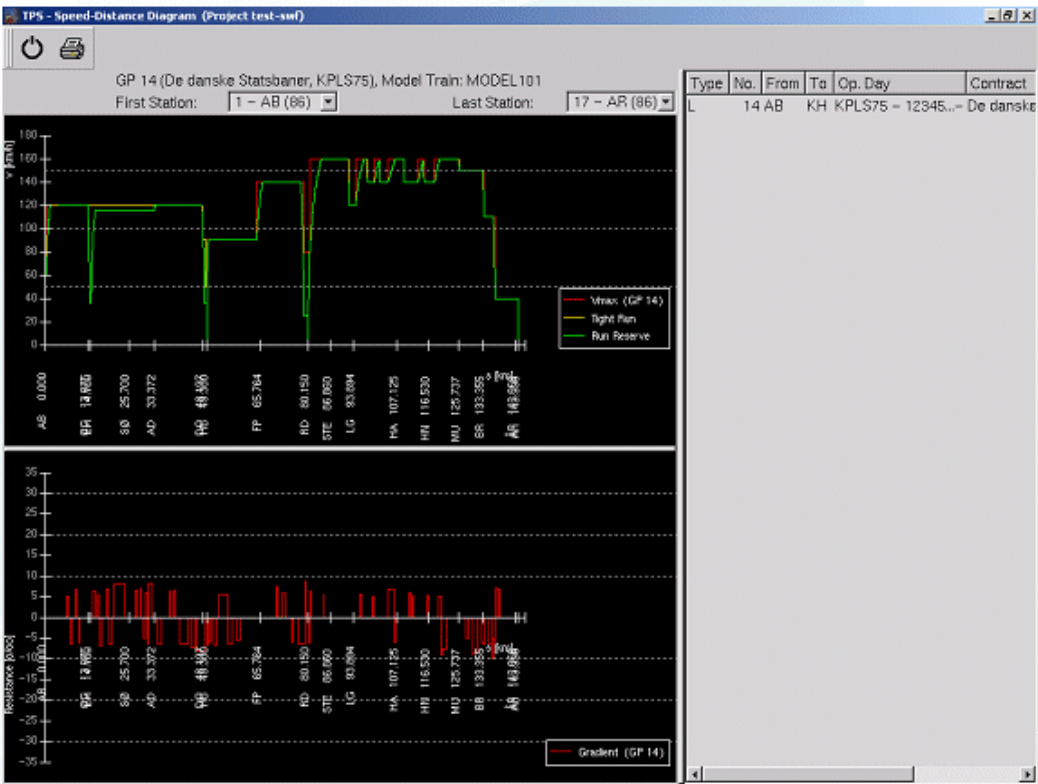 TPS - Speed-Distance Diagram (Project test-swf)
GP 14 (De danske Statsbaner, KPLS75), Model Train: MODEL101
First Station: 1 - AB (86) Last Station: 17 - AR (86)
Type No. From To Op. Day Contract
L 14 AB KH KPLS75 - 12345...- De danske
v [km/h]
180
160
140
120
100
80
60
40
20
0
Vmax (GP 14)
Tight Run
Run Reserve
s [km]
AB 0.000
SØ 25.700
AD 33.372
FP 65.784
RD 80.150
STE 86.860
LG 93.894
HA 107.125
HN 116.530
MU 125.737
BR 133.355
35
30
25
20
15
10
5
0
-5
-10
-15
-20
-25
-30
-35
Resistance [o/oo]
s [km]
SØ 25.700
AD 33.372
FP 65.784
RD 80.150
STE 86.860
LG 93.894
HA 107.125
HN 116.530
MU 125.737
BR 133.355
Gradient (GP 14)